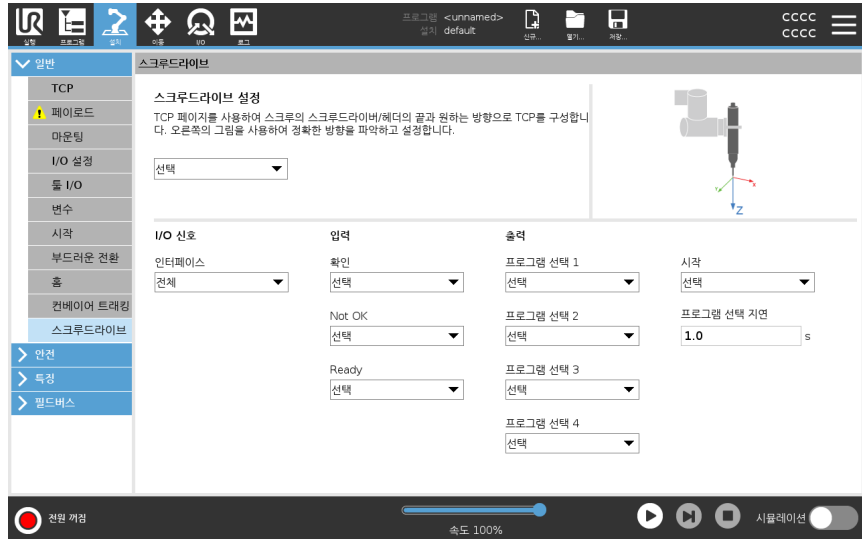 UR
실행
프로그램
설치
이동
I/O
로그
프로그램 <unnamed>
설치 default
신규...
열기...
저장...
cccc
cccc
일반
TCP
페이로드
마운팅
I/O 설정
툴 I/O
변수
시작
부드러운 전환
홈
컨베이어 트래킹
스크루드라이브
안전
특징
필드버스
스크루드라이브
스크루드라이브 설정
TCP 페이지를 사용하여 스크루의 스크루드라이버/헤더의 끝과 원하는 방향으로 TCP를 구성합니
다. 오른쪽의 그림을 사용하여 정확한 방향을 파악하고 설정합니다.
선택
Y
X
Z
I/O 신호
입력
출력
인터페이스
확인
프로그램 선택 1
시작
전체
선택
선택
선택
Not OK
프로그램 선택 2
프로그램 선택 지연
선택
선택
1.0 s
Ready
프로그램 선택 3
선택
선택
프로그램 선택 4
선택
전원 꺼짐
속도 100%
시뮬레이션